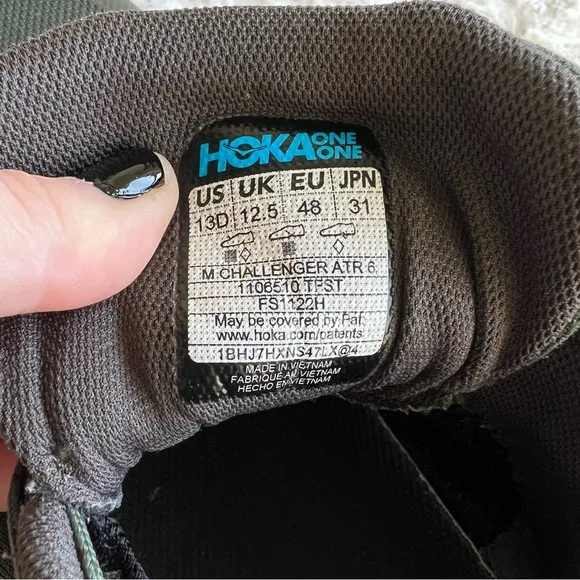 HOKA ONE ONE
US UK EU JPN
13D 12.5 48 31
M CHALLENGER ATR 6
1106510 TFST
FS1122H
May be covered by Pat.
www.hoka.com/patents
1BHJ7HXNS47LX@4
MADE IN VIETNAM
FABRIQUÉ AU VIETNAM
HECHO EN VIETNAM